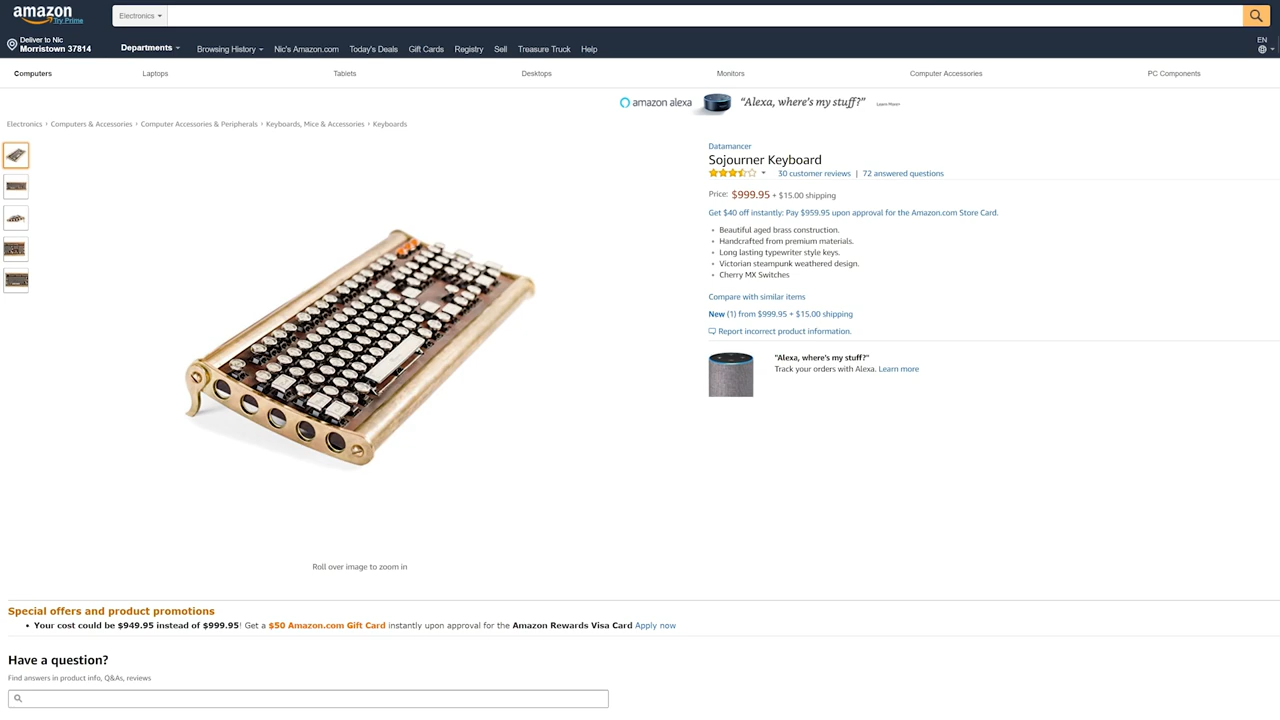 amazon
Try Prime
Electronics
Deliver to Nic
Morristown 37814
Departments
Browsing History
Nic's Amazon.com
Today's Deals
Gift Cards
Registry
Sell
Treasure Truck
Help
EN
Computers
Laptops
Tablets
Desktops
Monitors
Computer Accessories
PC Components
amazon alexa
“Alexa, where's my stuff?”
Learn More›
Electronics › Computers & Accessories › Computer Accessories & Peripherals › Keyboards, Mice & Accessories › Keyboards
Datamancer
Sojourner Keyboard
30 customer reviews | 72 answered questions
Price: $999.95 + $15.00 shipping
Get $40 off instantly: Pay $959.95 upon approval for the Amazon.com Store Card.
• Beautiful aged brass construction.
• Handcrafted from premium materials.
• Long lasting typewriter style keys.
• Victorian steampunk weathered design.
• Cherry MX Switches
Compare with similar items
New (1) from $999.95 + $15.00 shipping
Report incorrect product information.
"Alexa, where's my stuff?"
Track your orders with Alexa. Learn more
Roll over image to zoom in
Special offers and product promotions
• Your cost could be $949.95 instead of $999.95! Get a $50 Amazon.com Gift Card instantly upon approval for the Amazon Rewards Visa Card Apply now
Have a question?
Find answers in product info, Q&As, reviews